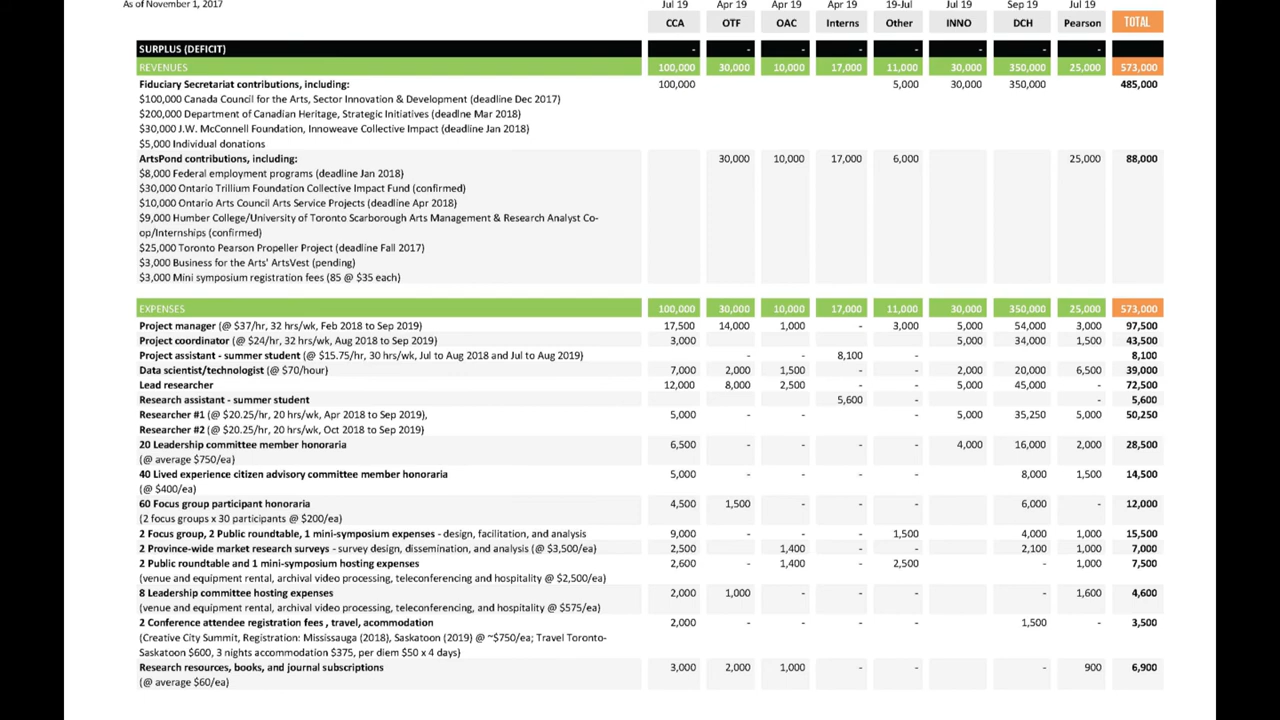 As of November 1, 2017 Jul 19 Apr 19 Apr 19 Apr 19 19-Jul Jul 19 Sep 19 Jul 19
CCA OTF OAC Interns Other INNO DCH Pearson TOTAL
SURPLUS (DEFICIT) - - - - - - - -
REVENUES 100,000 30,000 10,000 17,000 11,000 30,000 350,000 25,000 573,000
Fiduciary Secretariat contributions, including: 100,000 5,000 30,000 350,000 485,000
$100,000 Canada Council for the Arts, Sector Innovation & Development (deadline Dec 2017)
$200,000 Department of Canadian Heritage, Strategic Initiatives (deadlne Mar 2018)
$30,000 J.W. McConnell Foundation, Innoweave Collective Impact (deadline Jan 2018)
$5,000 Individual donations
ArtsPond contributions, including: 30,000 10,000 17,000 6,000 25,000 88,000
$8,000 Federal employment programs (deadline Jan 2018)
$30,000 Ontario Trillium Foundation Collective Impact Fund (confirmed)
$10,000 Ontario Arts Council Arts Service Projects (deadline Apr 2018)
$9,000 Humber College/University of Toronto Scarborough Arts Management & Research Analyst Co-
op/Internships (confirmed)
$25,000 Toronto Pearson Propeller Project (deadline Fall 2017)
$3,000 Business for the Arts' ArtsVest (pending)
$3,000 Mini symposium registration fees (85 @ $35 each)
EXPENSES 100,000 30,000 10,000 17,000 11,000 30,000 350,000 25,000 573,000
Project manager (@ $37/hr, 32 hrs/wk, Feb 2018 to Sep 2019) 17,500 14,000 1,000 - 3,000 5,000 54,000 3,000 97,500
Project coordinator (@ $24/hr, 32 hrs/wk, Aug 2018 to Sep 2019) 3,000 5,000 34,000 1,500 43,500
Project assistant - summer student (@ $15.75/hr, 30 hrs/wk, Jul to Aug 2018 and Jul to Aug 2019) - - 8,100 - 8,100
Data scientist/technologist (@ $70/hour) 7,000 2,000 1,500 - - 2,000 20,000 6,500 39,000
Lead researcher 12,000 8,000 2,500 - - 5,000 45,000 - 72,500
Research assistant - summer student 5,600 - - 5,600
Researcher #1 (@ $20.25/hr, 20 hrs/wk, Apr 2018 to Sep 2019), 5,000 - - - 5,000 35,250 5,000 50,250
Researcher #2 (@ $20.25/hr, 20 hrs/wk, Oct 2018 to Sep 2019)
20 Leadership committee member honoraria 6,500 - - - - 4,000 16,000 2,000 28,500
(@ average $750/ea)
40 Lived experience citizen advisory committee member honoraria 5,000 - - - - 8,000 1,500 14,500
(@ $400/ea)
60 Focus group participant honoraria 4,500 1,500 - - - 6,000 - 12,000
(2 focus groups x 30 participants @ $200/ea)
2 Focus group, 2 Public roundtable, 1 mini-symposium expenses - design, facilitation, and analysis 9,000 - - - 1,500 4,000 1,000 15,500
2 Province-wide market research surveys - survey design, dissemination, and analysis (@ $3,500/ea) 2,500 - 1,400 - - 2,100 1,000 7,000
2 Public roundtable and 1 mini-symposium hosting expenses 2,600 - 1,400 - 2,500 - 1,000 7,500
(venue and equipment rental, archival video processing, teleconferencing and hospitality @ $2,500/ea)
8 Leadership committee hosting expenses 2,000 1,000 - - - - 1,600 4,600
(venue and equipment rental, archival video processing, teleconferencing, and hospitality @ $575/ea)
2 Conference attendee registration fees , travel, acommodation 2,000 - - - - 1,500 - 3,500
(Creative City Summit, Registration: Mississauga (2018), Saskatoon (2019) @ ~$750/ea; Travel Toronto-
Saskatoon $600, 3 nights accommodation $375, per diem $50 x 4 days)
Research resources, books, and journal subscriptions 3,000 2,000 1,000 - - - 900 6,900
(@ average $60/ea)